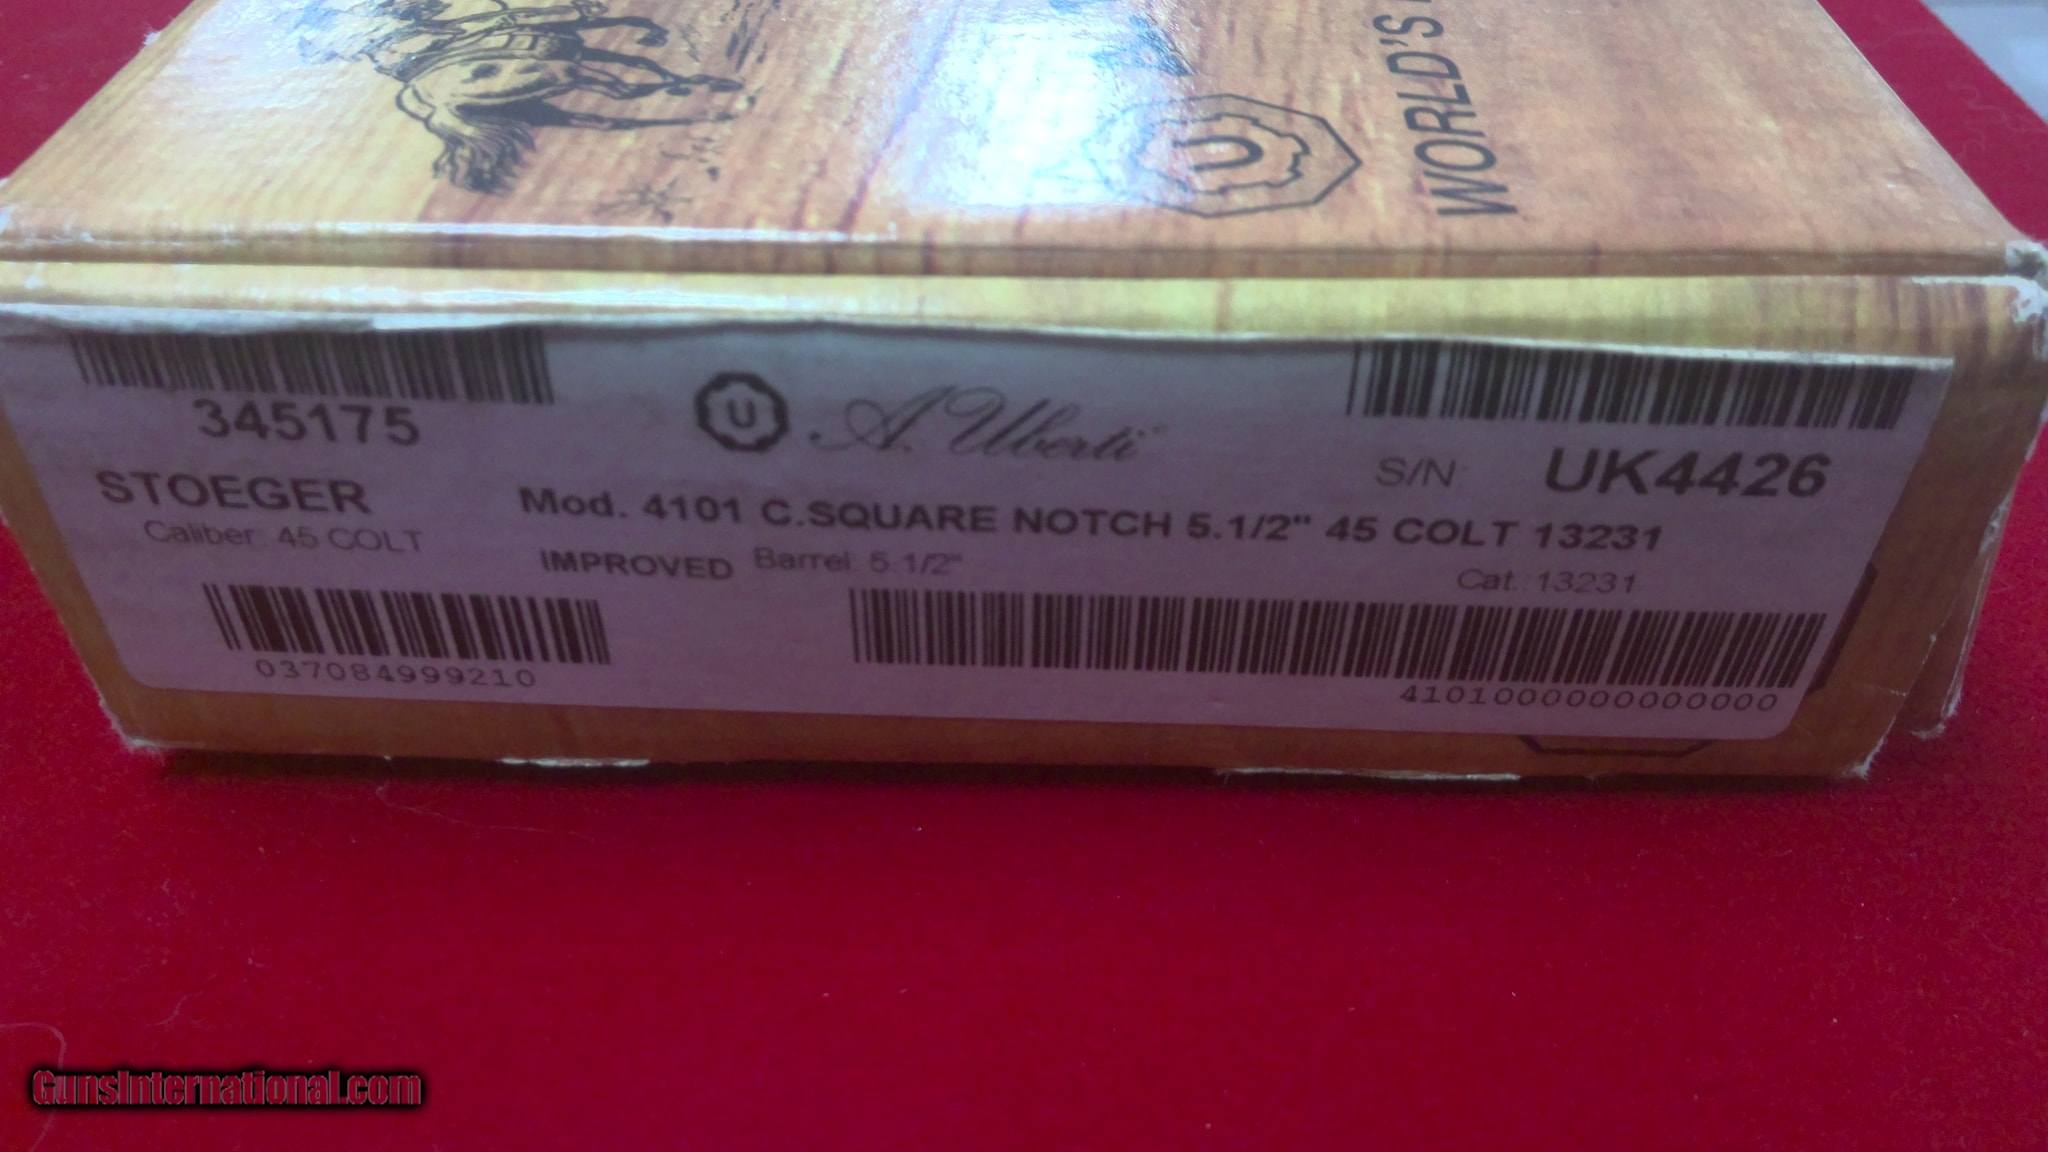 WORLD'S
U
345175
U A. Uberti
S/N UK4426
STOEGER
Mod. 4101 C.SQUARE NOTCH 5.1/2" 45 COLT 13231
Caliber: 45 COLT
IMPROVED Barrel: 5.1/2"
Cat.: 13231
037084999210
41010000000000000
GunsInternational.com